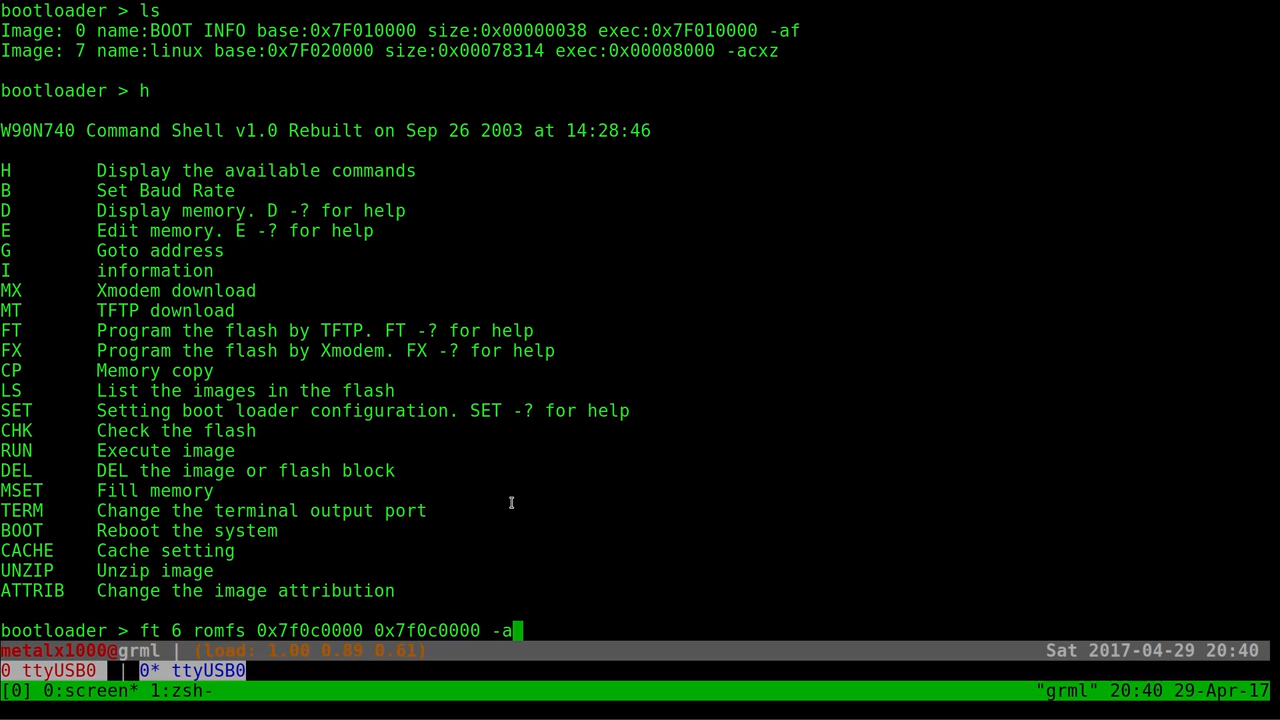 bootloader > ls
Image: 0 name:BOOT INFO base:0x7F010000 size:0x00000038 exec:0x7F010000 -af
Image: 7 name:linux base:0x7F020000 size:0x00078314 exec:0x00008000 -acxz
bootloader > h
W90N740 Command Shell v1.0 Rebuilt on Sep 26 2003 at 14:28:46
H        Display the available commands
B        Set Baud Rate
D        Display memory. D -? for help
E        Edit memory. E -? for help
G        Goto address
I        information
MX       Xmodem download
MT       TFTP download
FT       Program the flash by TFTP. FT -? for help
FX       Program the flash by Xmodem. FX -? for help
CP       Memory copy
LS       List the images in the flash
SET      Setting boot loader configuration. SET -? for help
CHK      Check the flash
RUN      Execute image
DEL      DEL the image or flash block
MSET     Fill memory
TERM     Change the terminal output port
BOOT     Reboot the system
CACHE    Cache setting
UNZIP    Unzip image
ATTRIB   Change the image attribution
bootloader > ft 6 romfs 0x7f0c0000 0x7f0c0000 -a
metalx1000@grml | (load: 1.00 0.89 0.61) Sat 2017-04-29 20:40
0 ttyUSB0 | 0* ttyUSB0
[0] 0:screen* 1:zsh- "grml" 20:40 29-Apr-17